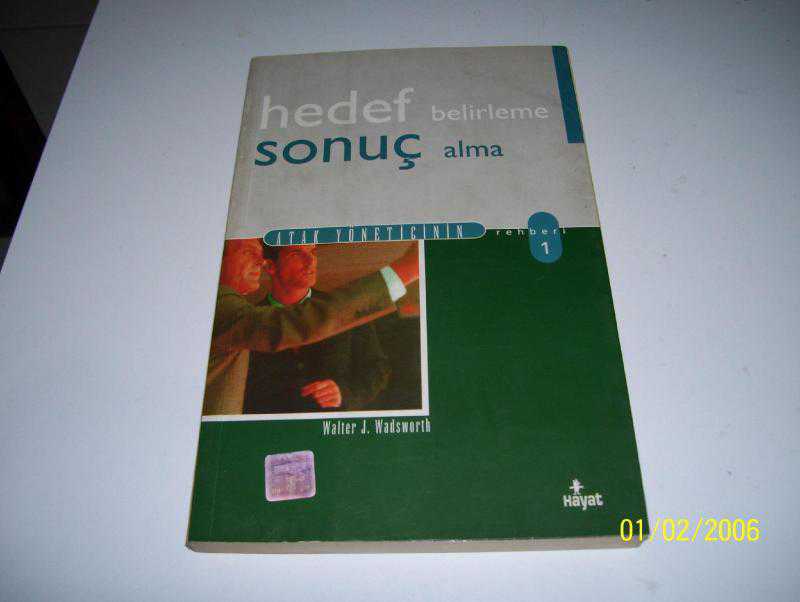 hedef belirleme
sonuç alma
ATAK YÖNETİCİNİN rehberi
1
Walter J. Wadsworth
Hayat
01/02/2006